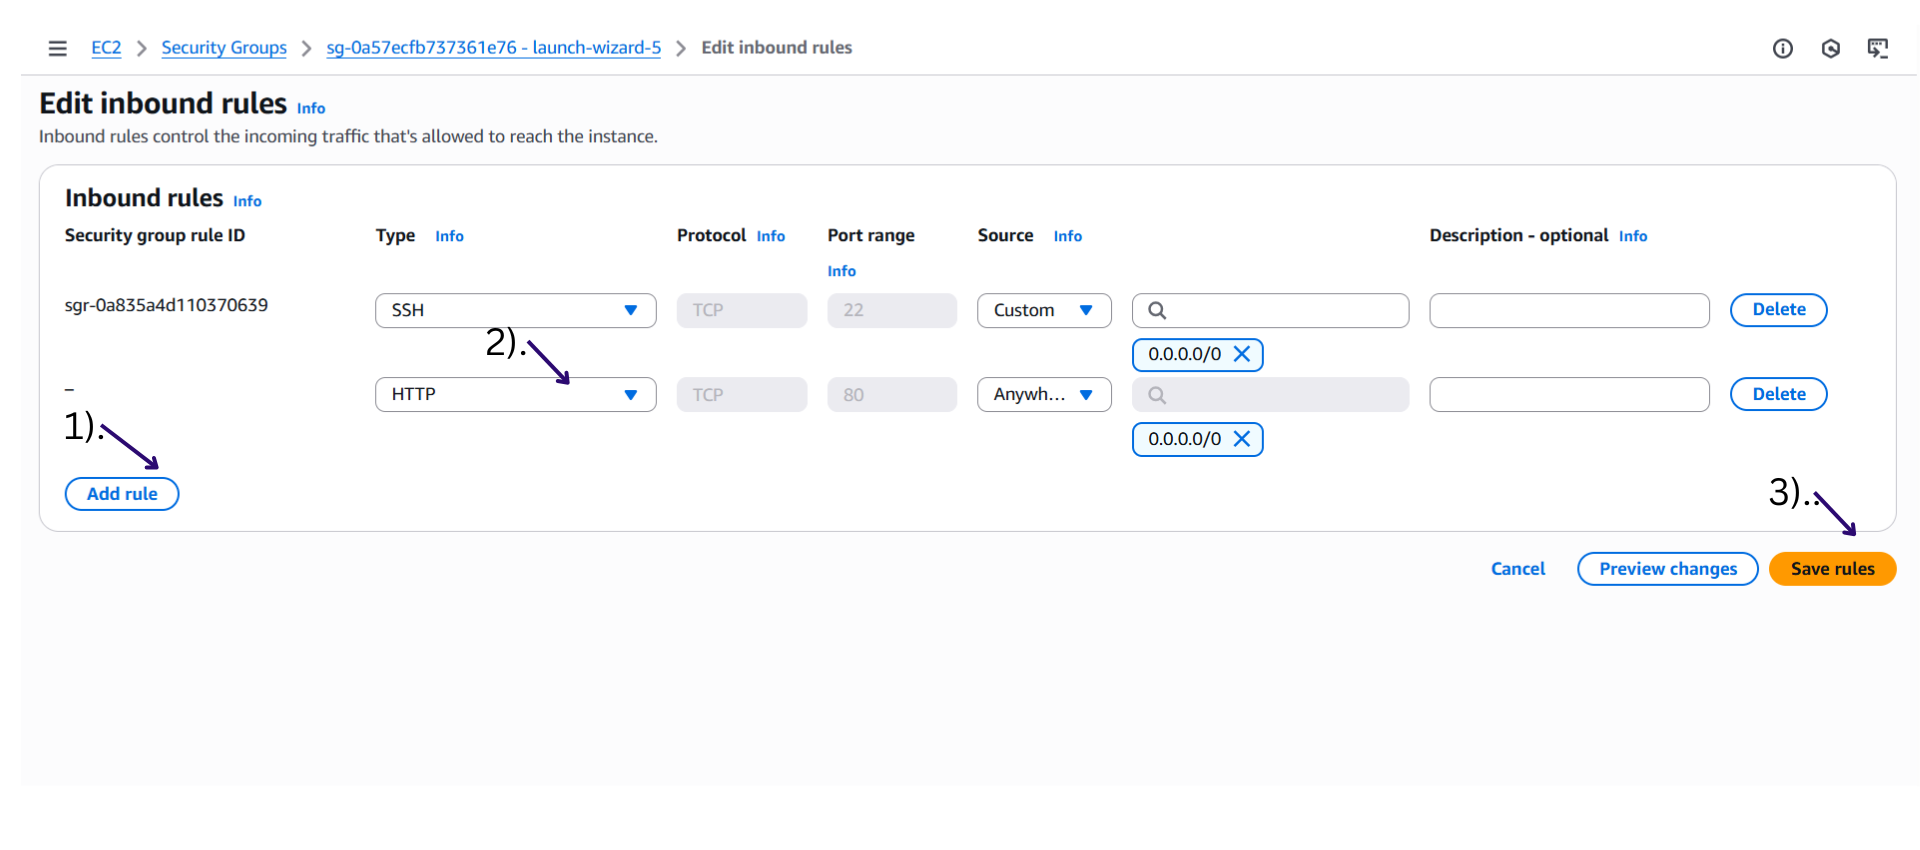 EC2 > Security Groups > sg-0a57ecfb737361e76 - launch-wizard-5 > Edit inbound rules
Edit inbound rules Info
Inbound rules control the incoming traffic that's allowed to reach the instance.
Inbound rules Info
Security group rule ID Type Info Protocol Info Port range Info Source Info Description - optional Info
sgr-0a835a4d110370639 SSH TCP 22 Custom Delete
2).
0.0.0.0/0
– HTTP TCP 80 Anywh... Delete
1).
0.0.0.0/0
Add rule
3)..
Cancel Preview changes Save rules